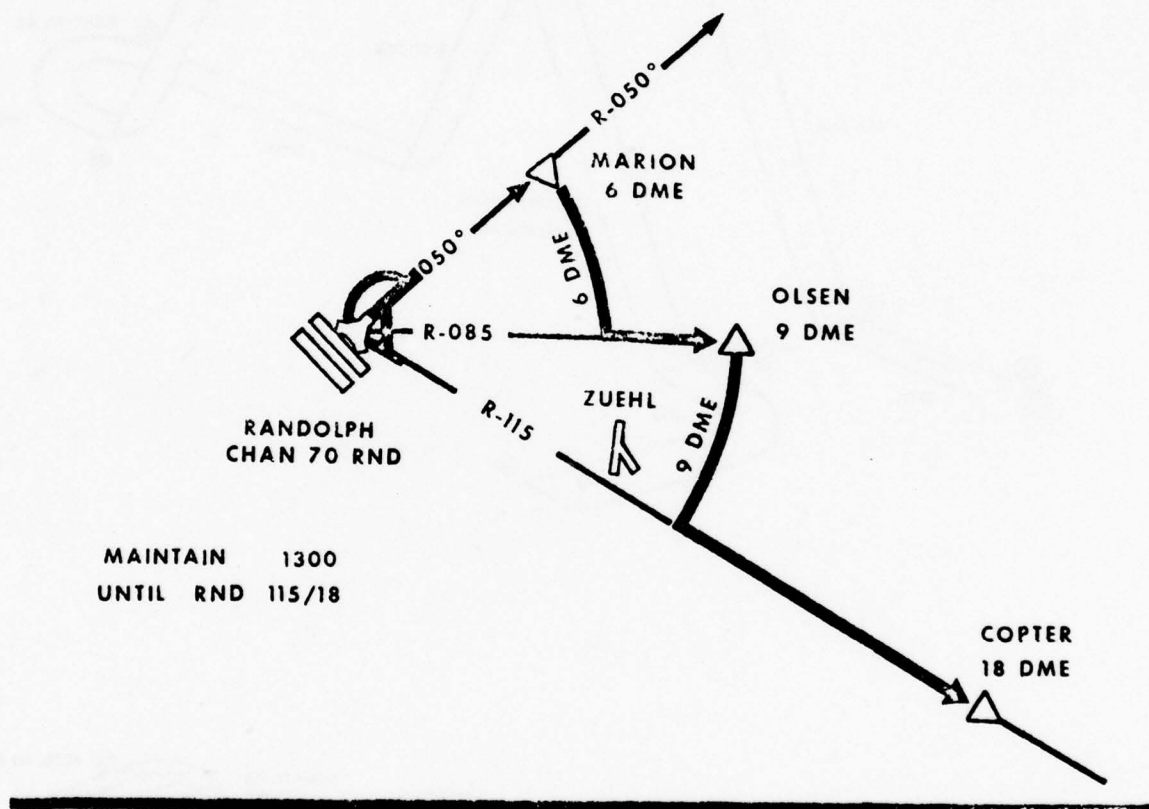 R-050°
MARION
6 DME
050°
6 DME
OLSEN
9 DME
R-085
ZUEHL
R-115
9 DME
RANDOLPH
CHAN 70 RND
MAINTAIN 1300
UNTIL RND 115/18
COPTER
18 DME